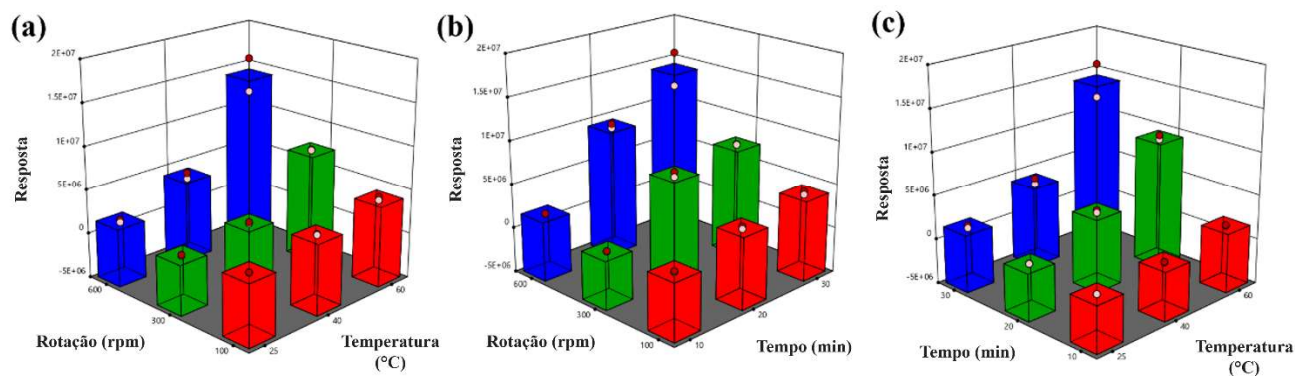 (a)
2E+07
1.5E+07
1E+07
5E+06
0
-5E+06
Resposta
600
300
100
Rotação (rpm)
60
40
25
Temperatura
(°C)
(b)
2E+07
1.5E+07
1E+07
5E+06
0
-5E+06
Resposta
600
300
100
Rotação (rpm)
30
20
10
Tempo (min)
(c)
2E+07
1.5E+07
1E+07
5E+06
0
-5E+06
Resposta
30
20
10
Tempo (min)
60
40
25
Temperatura
(°C)